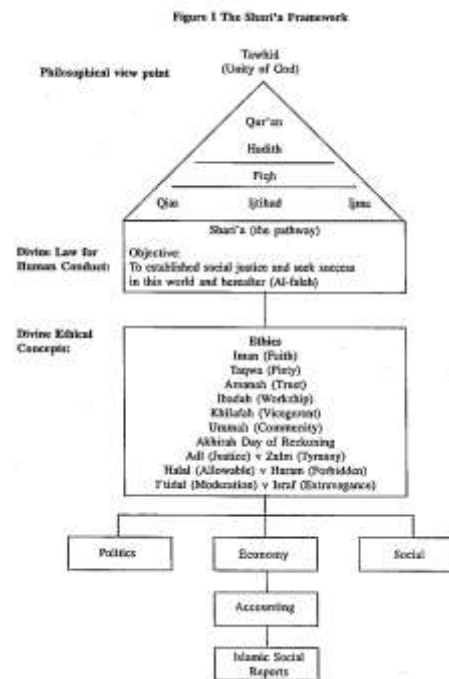 Figure I The Shari'a Framework
Tawhid
Philosophical view point
(Unity of God)
Qur'an
Hadith
Fiqh
Qias Ijtihad Ijma
Shari'a (the pathway)
Divine Law for
Human Conduct:
Objective:
To established social justice and seek success
in this world and hereafter (Al-falah)
Divine Ethical
Concepts:
Ethics
Iman (Faith)
Taqwa (Piety)
Amanah (Trust)
Ibadah (Workship)
Khilafah (Vicegerent)
Ummah (Community)
Akhirah Day of Reckoning
Adl (Justice) v Zulm (Tyranny)
Halal (Allowable) v Haram (Forbidden)
I'tidal (Moderation) v Israf (Extravagance)
Politics Economy Social
Accounting
Islamic Social
Reports